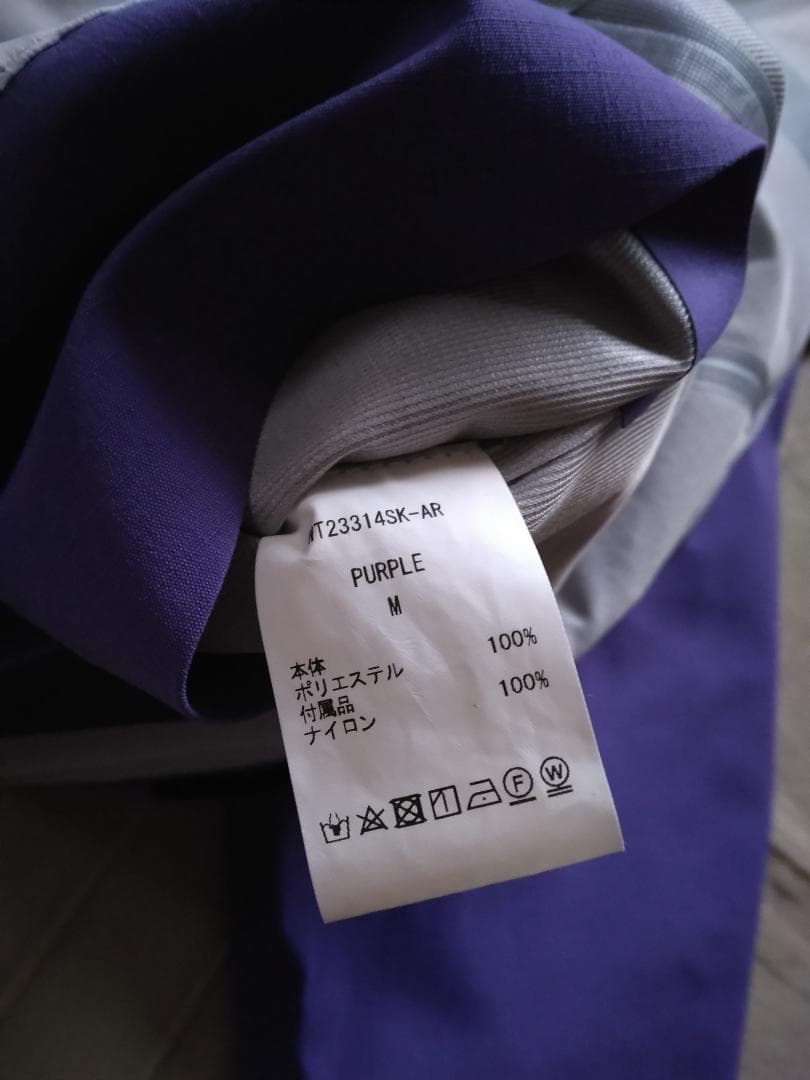 WT23314SK-AR
PURPLE
M
本体
ポリエステル 100%
付属品
ナイロン 100%
F W